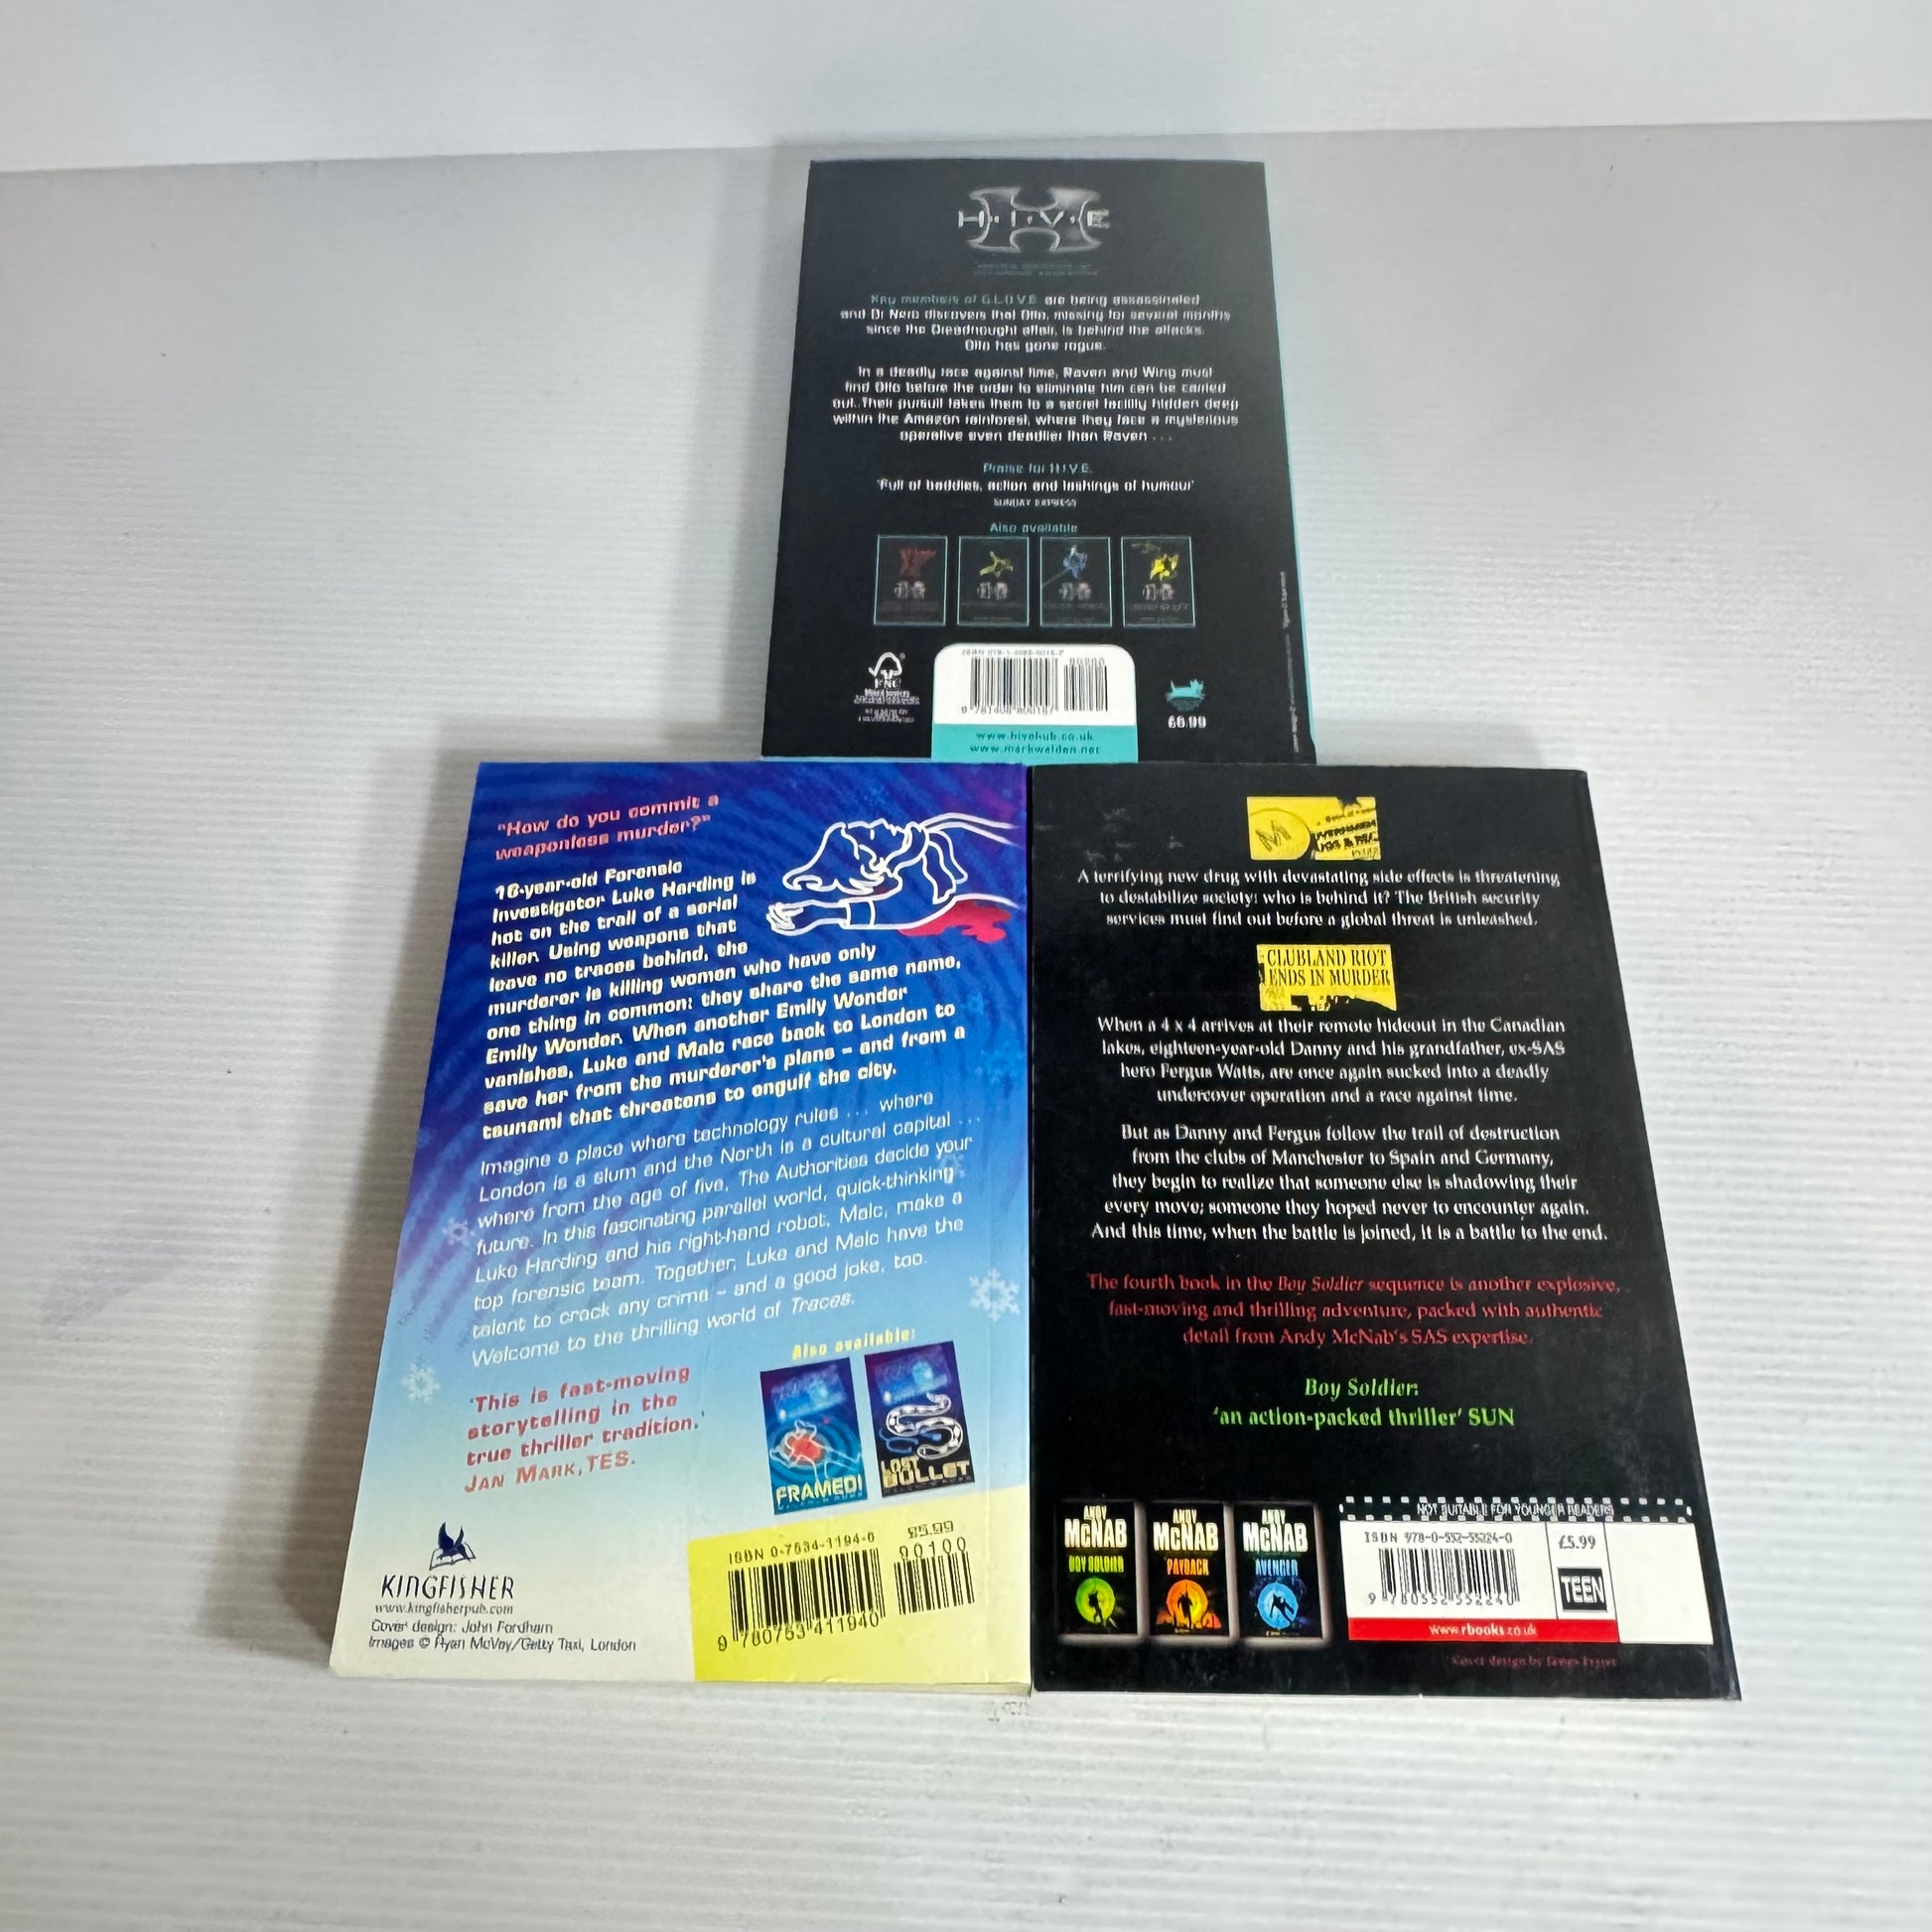 H·I·V·E
Key members of G.L.O.V.E. are being assassinated
and Dr Nero discovers that Otto, missing for several months
since the Dreadnought affair, is behind the attacks.
Otto has gone rogue.
In a deadly race against time, Raven and Wing must
find Otto before the order to eliminate him can be carried
out. Their pursuit takes them to a secret facility hidden deep
within the Amazon rainforest, where they face a mysterious
operative even deadlier than Raven ...
Praise for H.I.V.E.
'Full of baddies, action and lashings of humour'
SUNDAY EXPRESS
Also available
9 781408 800157
£6.99
www.hivehub.co.uk
www.markwalden.net
"How do you commit a
weaponless murder?"
16-year-old Forensic
Investigator Luke Harding is
hot on the trail of a serial
killer. Using weapons that
leave no traces behind, the
murderer is killing women who have only
one thing in common: they share the same name,
Emily Wonder. When another Emily Wonder
vanishes, Luke and Malc race back to London to
save her from the murderer's plans – and from a
tsunami that threatens to engulf the city.
Imagine a place where technology rules ... where
London is a slum and the North is a cultural capital ...
where from the age of five, The Authorities decide your
future. In this fascinating parallel world, quick-thinking
Luke Harding and his right-hand robot, Malc, make a
top forensic team. Together, Luke and Malc have the
talent to crack any crime – and a good joke, too.
Welcome to the thrilling world of Traces.
'This is fast-moving
storytelling in the
true thriller tradition.'
JAN MARK, TES.
Also available:
FRAMED!
LOST
BULLET
KINGFISHER
www.kingfisherpub.com
Cover design: John Fordham
Images © Ryan McVay/Getty Taxi, London
£5.99
ISBN 0-7534-1194-6
90100
9 780753 411940
A terrifying new drug with devastating side effects is threatening
to destabilize society: who is behind it? The British security
services must find out before a global threat is unleashed.
CLUBLAND RIOT
ENDS IN MURDER
When a 4 x 4 arrives at their remote hideout in the Canadian
lakes, eighteen-year-old Danny and his grandfather, ex-SAS
hero Fergus Watts, are once again sucked into a deadly
undercover operation and a race against time.
But as Danny and Fergus follow the trail of destruction
from the clubs of Manchester to Spain and Germany,
they begin to realize that someone else is shadowing their
every move; someone they hoped never to encounter again.
And this time, when the battle is joined, it is a battle to the end.
The fourth book in the Boy Soldier sequence is another explosive,
fast-moving and thrilling adventure, packed with authentic
detail from Andy McNab's SAS expertise.
Boy Soldier:
'an action-packed thriller' SUN
ANDY
McNAB
BOY SOLDIER
ANDY
McNAB
PAYBACK
ANDY
McNAB
AVENGER
NOT SUITABLE FOR YOUNGER READERS
ISBN 978-0-552-55224-0
£5.99
TEEN
9 780552 552240
www.rbooks.co.uk